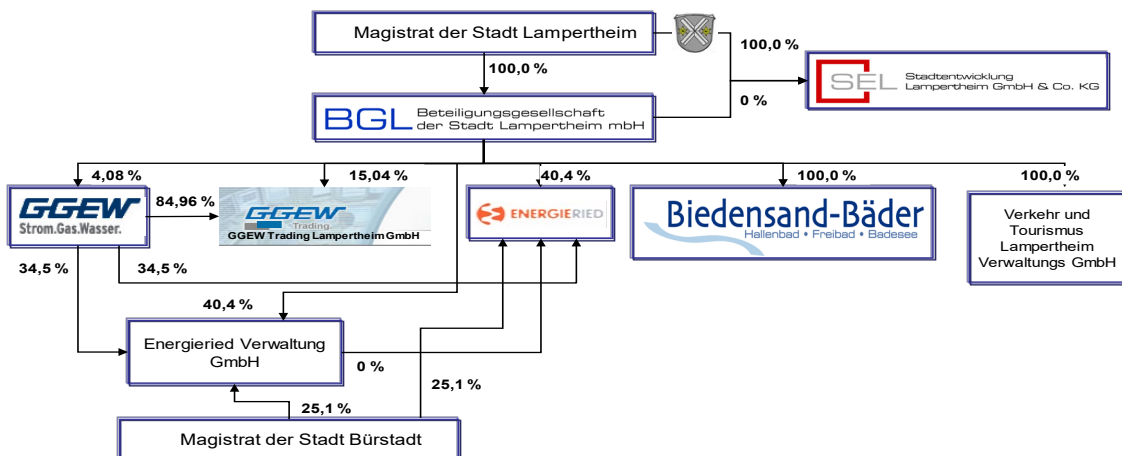 Magistrat der Stadt Lampertheim
100,0 %
100,0 %
0 %
SEL Stadtentwicklung
Lampertheim GmbH & Co. KG
BGL Beteiligungsgesellschaft
der Stadt Lampertheim mbH
4,08 %
15,04 %
40,4 %
100,0 %
100,0 %
GGEW
Strom.Gas.Wasser.
84,96 %
GGEW
Trading.
GGEW Trading Lampertheim GmbH
ENERGIERIED
Biedensand-Bäder
Hallenbad • Freibad • Badesee
Verkehr und
Tourismus
Lampertheim
Verwaltungs GmbH
34,5 %
34,5 %
40,4 %
Energieried Verwaltung
GmbH
0 %
25,1 %
25,1 %
Magistrat der Stadt Bürstadt